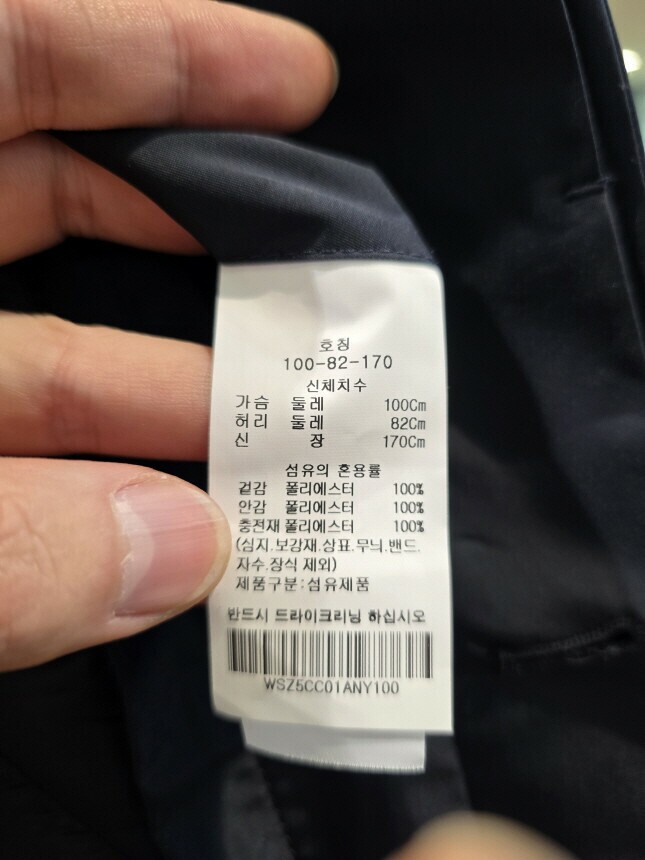 호칭
100-82-170
신체치수
가슴 둘레 100Cm
허리 둘레 82Cm
신 장 170Cm
섬유의 혼용률
겉감 폴리에스터 100%
안감 폴리에스터 100%
충전재 폴리에스터 100%
(심지.보강재.상표.무늬.밴드.
자수.장식 제외)
제품구분:섬유제품
반드시 드라이크리닝 하십시오
WSZ5CC01ANY100